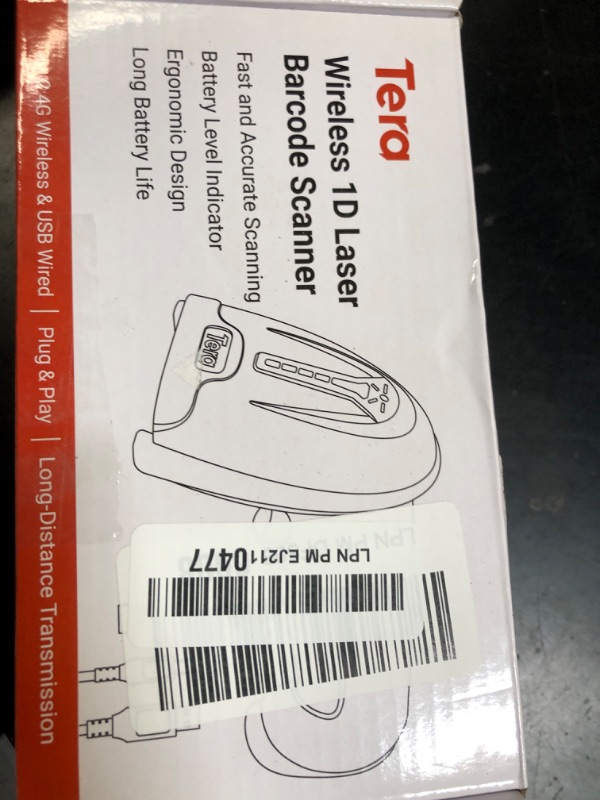 Tera
Wireless 1D Laser
Barcode Scanner
Fast and Accurate Scanning
Battery Level Indicator
Ergonomic Design
Long Battery Life
Tera
2.4G Wireless & USB Wired | Plug & Play | Long-Distance Transmission
LPN PM EJ2110477